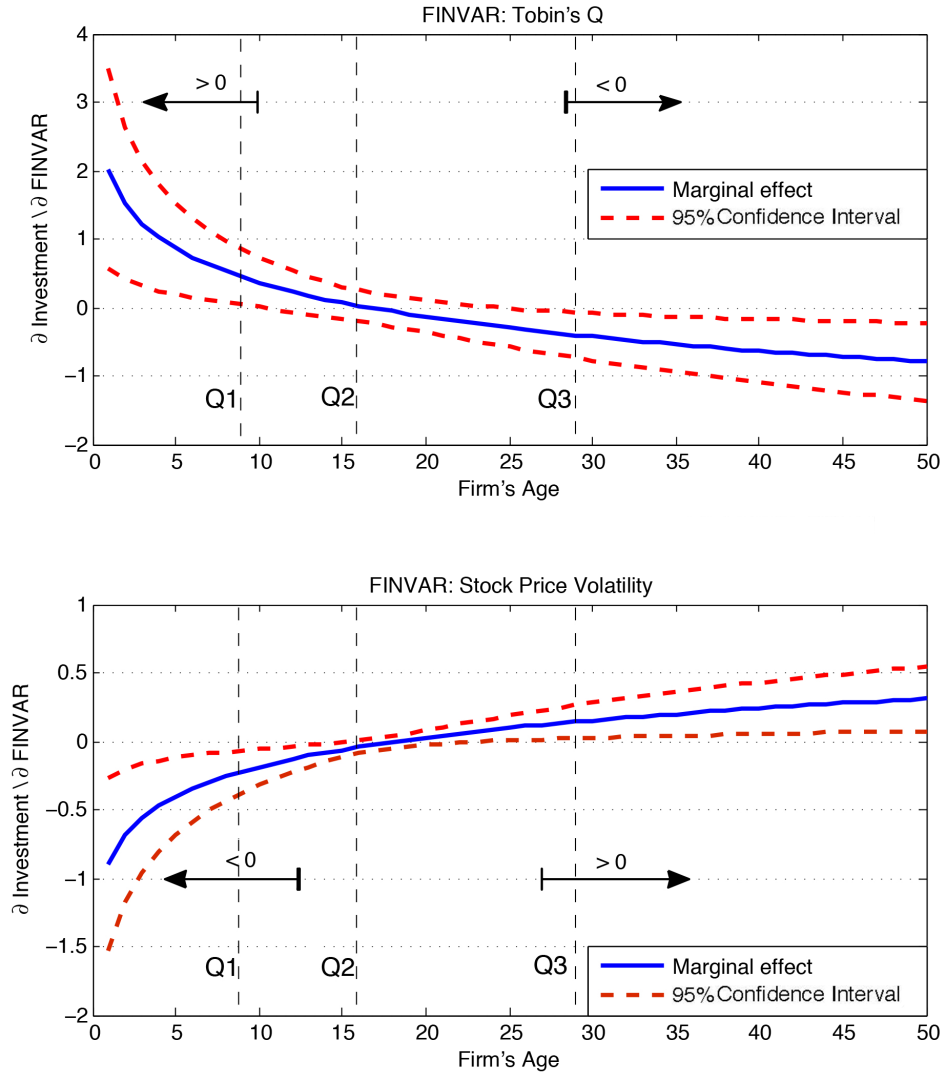 FINVAR: Tobin's Q
4
3
2
1
0
−1
−2
∂ Investment \ ∂ FINVAR
> 0
< 0
Marginal effect
95%Confidence Interval
Q1
Q2
Q3
0 5 10 15 20 25 30 35 40 45 50
Firm's Age
FINVAR: Stock Price Volatility
1
0.5
0
−0.5
−1
−1.5
−2
∂ Investment \ ∂ FINVAR
< 0
> 0
Q1
Q2
Q3
Marginal effect
95%Confidence Interval
0 5 10 15 20 25 30 35 40 45 50
Firm's Age